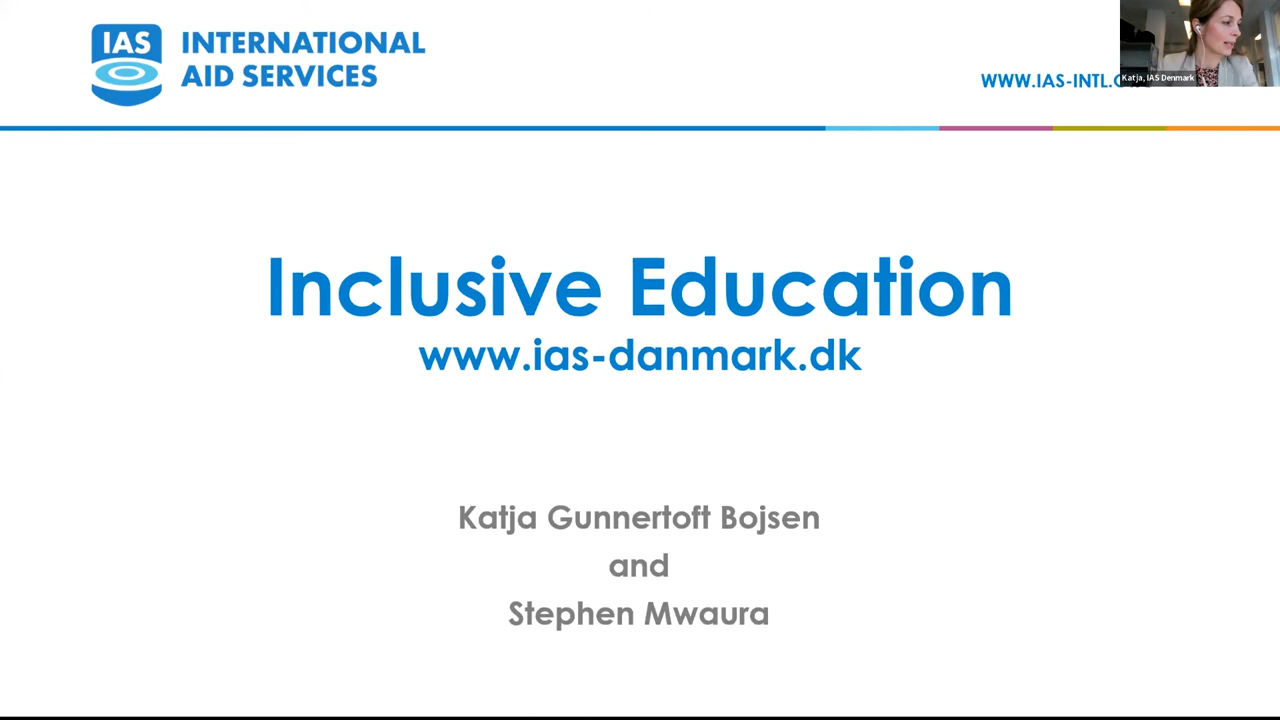 IAS
INTERNATIONAL
AID SERVICES
WWW.IAS-INTL.
Katja, IAS Denmark
Inclusive Education
www.ias-danmark.dk
Katja Gunnertoft Bojsen
and
Stephen Mwaura